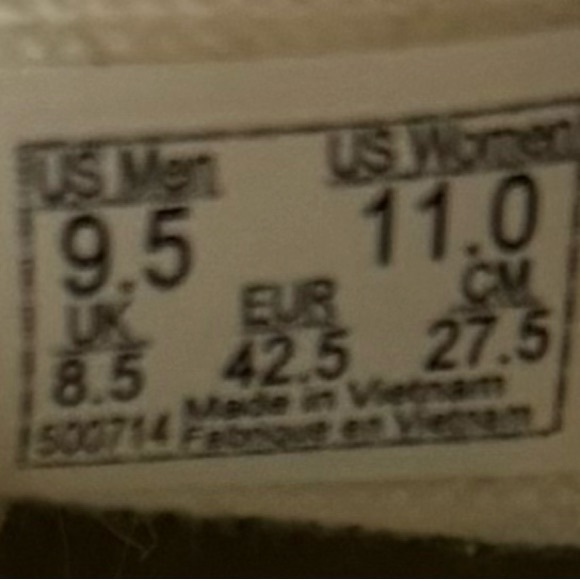 US Men US Women
9.5 11.0
UK EUR CM
8.5 42.5 27.5
500714 Made in Vietnam
Fabriqué en Vietnam